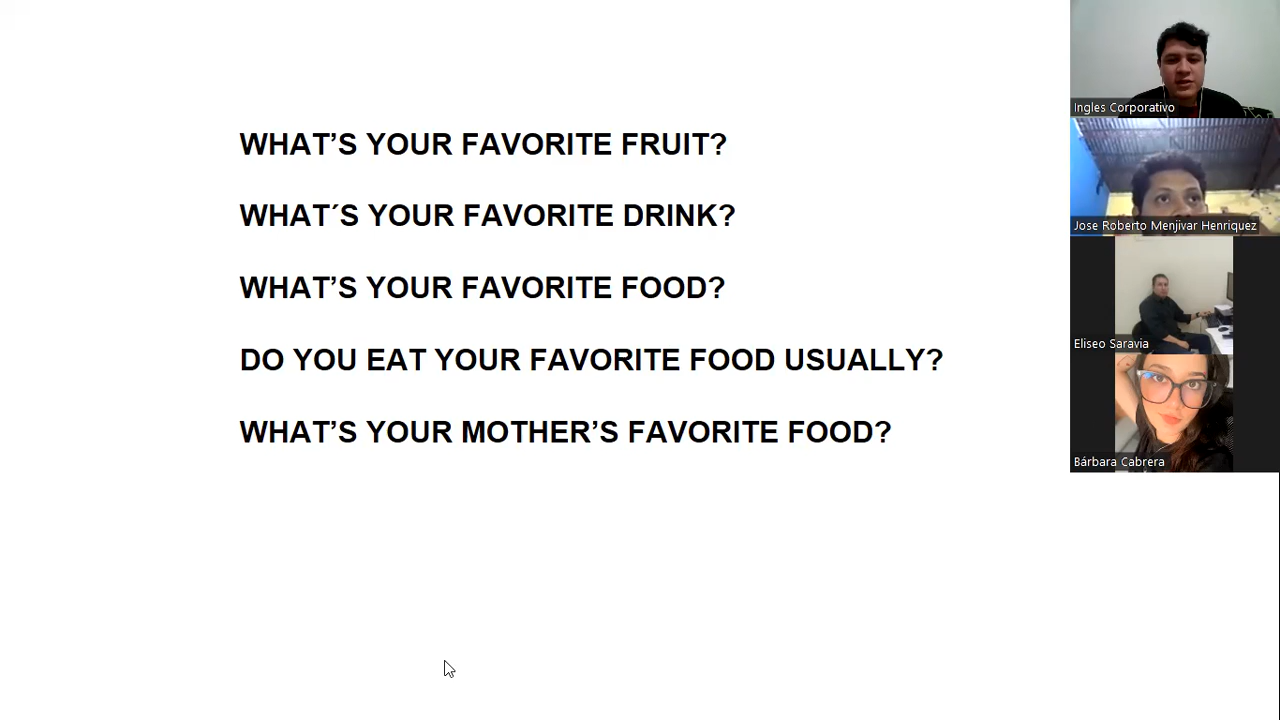 WHAT’S YOUR FAVORITE FRUIT?
WHAT´S YOUR FAVORITE DRINK?
WHAT’S YOUR FAVORITE FOOD?
DO YOU EAT YOUR FAVORITE FOOD USUALLY?
WHAT’S YOUR MOTHER’S FAVORITE FOOD?
Ingles Corporativo
Jose Roberto Menjivar Henriquez
Eliseo Saravia
Bárbara Cabrera